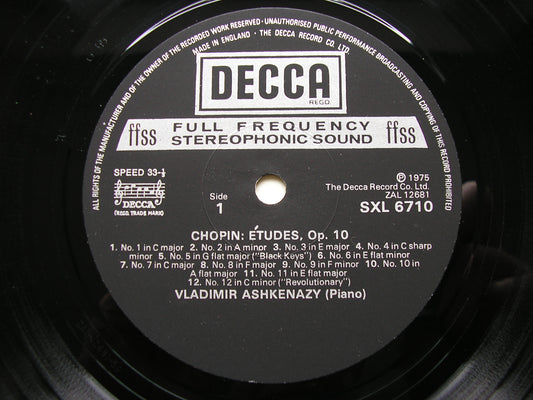 ALL RIGHTS OF THE MANUFACTURER AND OF THE OWNER OF THE RECORDED WORK RESERVED · UNAUTHORISED PUBLIC PERFORMANCE BROADCASTING AND COPYING OF THIS RECORD PROHIBITED
MADE IN ENGLAND · THE DECCA RECORD CO. LTD.
DECCA
REGD.
ffss FULL FREQUENCY ffss
STEREOPHONIC SOUND
SPEED 33-⅓
DECCA
(REGD. TRADE MARK)
Side
1
Ⓟ 1975
The Decca Record Co. Ltd.
ZAL 12681
SXL 6710
CHOPIN: ETUDES, Op. 10
1. No. 1 in C major 2. No. 2 in A minor 3. No. 3 in E major 4. No. 4 in C sharp
minor 5. No. 5 in G flat major ("Black Keys") 6. No. 6 in E flat minor
7. No. 7 in C major 8. No. 8 in F major 9. No. 9 in F minor 10. No. 10 in
A flat major 11. No. 11 in E flat major
12. No. 12 in C minor ("Revolutionary")
VLADIMIR ASHKENAZY (Piano)